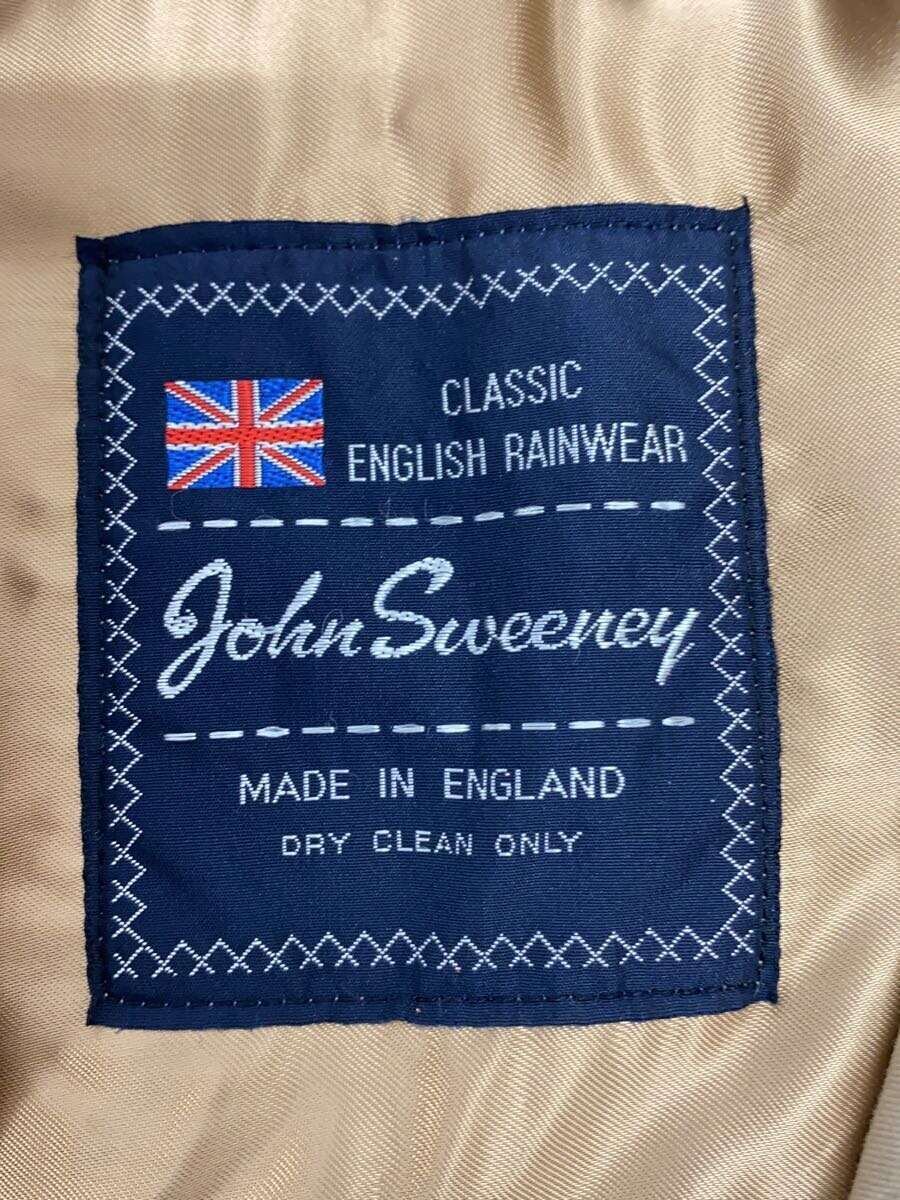 CLASSIC
ENGLISH RAINWEAR
John Sweeney
MADE IN ENGLAND
DRY CLEAN ONLY